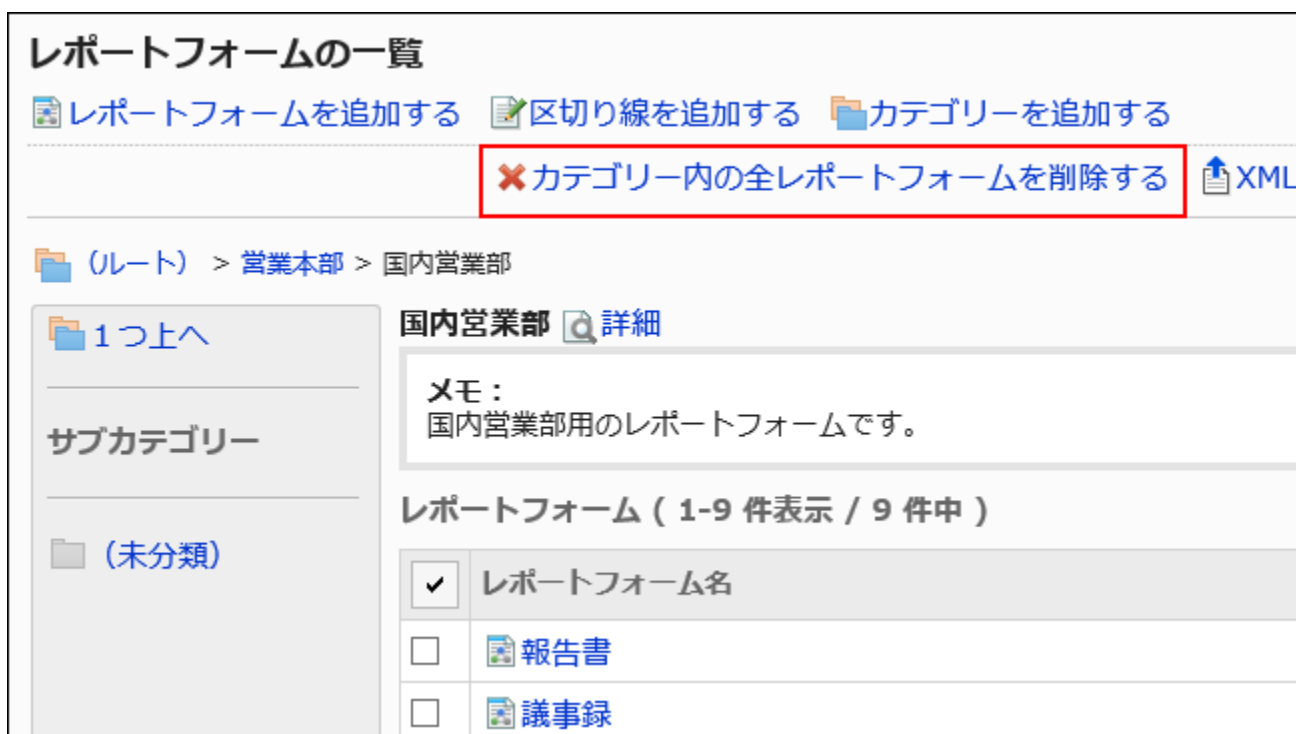 レポートフォームの一覧
レポートフォームを追加する 区切り線を追加する カテゴリーを追加する
カテゴリー内の全レポートフォームを削除する XML
（ルート） > 営業本部 > 国内営業部
1つ上へ
サブカテゴリー
（未分類）
国内営業部 詳細
メモ：
国内営業部用のレポートフォームです。
レポートフォーム ( 1-9 件表示 / 9 件中 )
レポートフォーム名
報告書
議事録